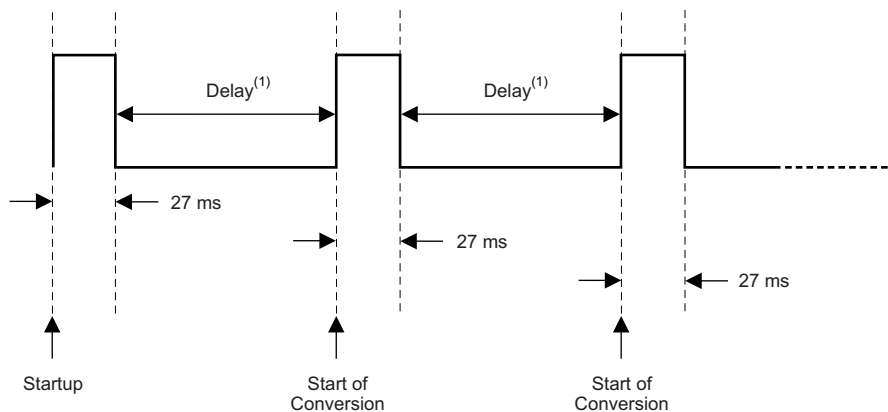 Delay(1)
Delay(1)
27 ms
27 ms
27 ms
Startup
Start of
Conversion
Start of
Conversion